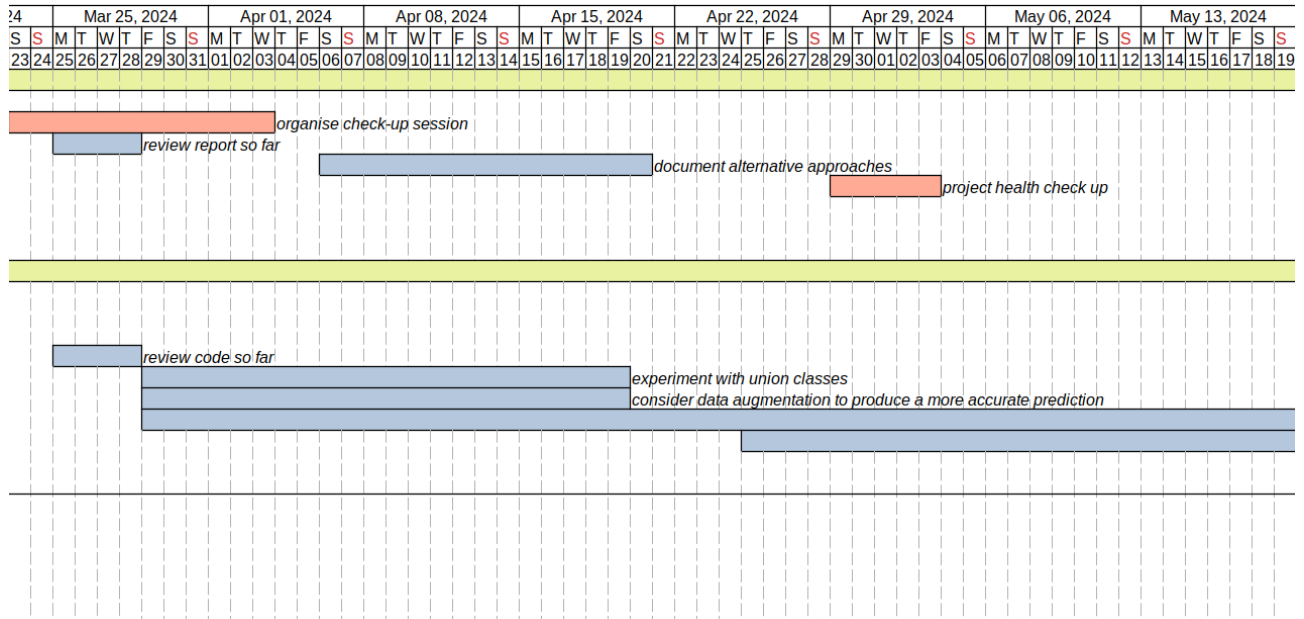 24 Mar 25, 2024 Apr 01, 2024 Apr 08, 2024 Apr 15, 2024 Apr 22, 2024 Apr 29, 2024 May 06, 2024 May 13, 2024
S S M T W T F S S M T W T F S S M T W T F S S M T W T F S S M T W T F S S M T W T F S S M T W T F S S M T W T F S S
23 24 25 26 27 28 29 30 31 01 02 03 04 05 06 07 08 09 10 11 12 13 14 15 16 17 18 19 20 21 22 23 24 25 26 27 28 29 30 01 02 03 04 05 06 07 08 09 10 11 12 13 14 15 16 17 18 19
organise check-up session
review report so far
document alternative approaches
project health check up
review code so far
experiment with union classes
consider data augmentation to produce a more accurate prediction